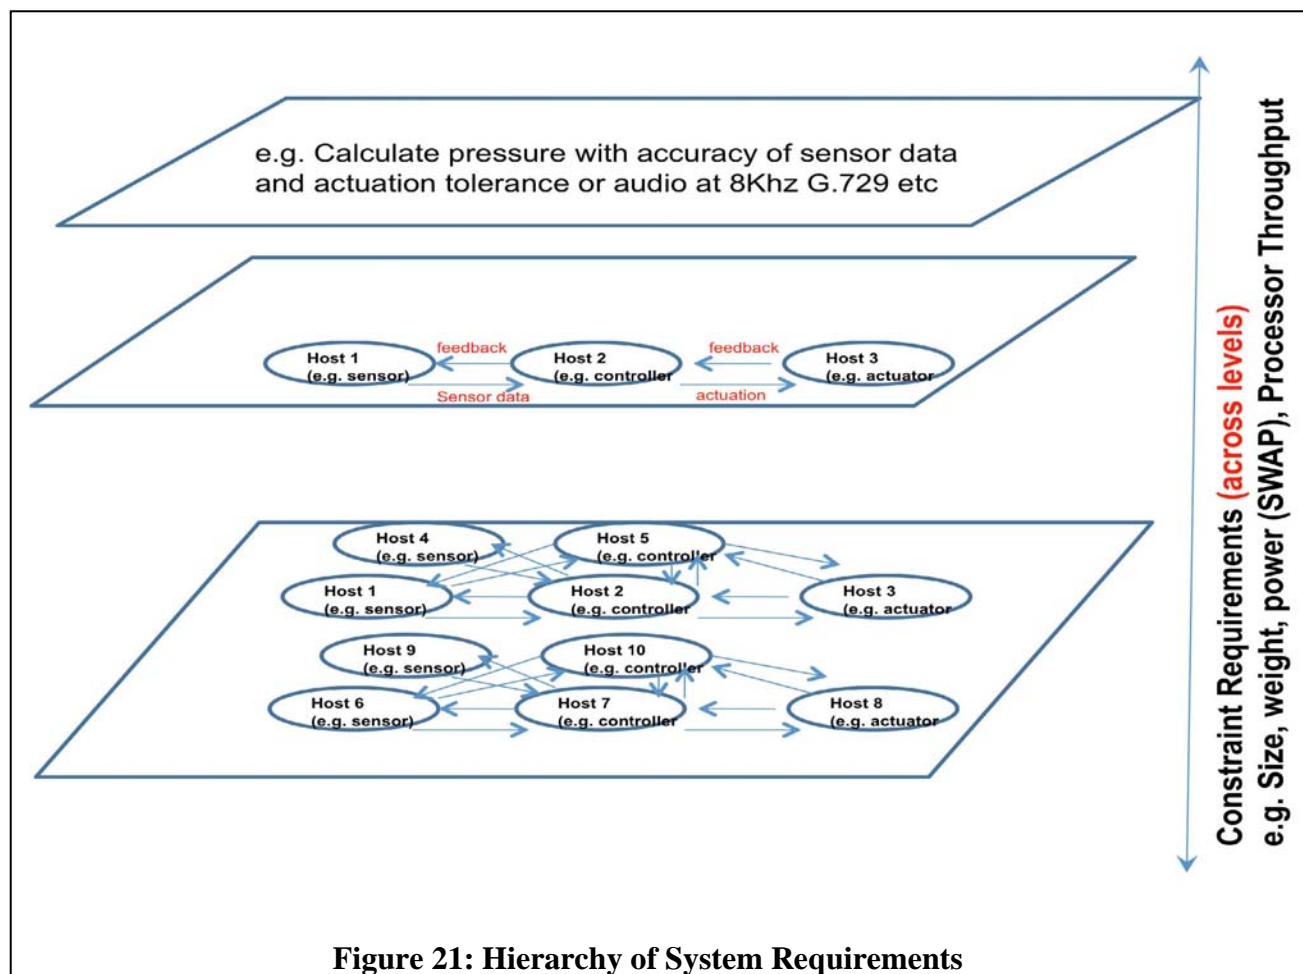 e.g. Calculate pressure with accuracy of sensor data
and actuation tolerance or audio at 8Khz G.729 etc
Host 1
(e.g. sensor)
feedback
Sensor data
Host 2
(e.g. controller
feedback
actuation
Host 3
(e.g. actuator
Host 4
(e.g. sensor)
Host 5
(e.g. controller
Host 1
(e.g. sensor)
Host 2
(e.g. controller
Host 3
(e.g. actuator
Host 9
(e.g. sensor)
Host 10
(e.g. controller
Host 6
(e.g. sensor)
Host 7
(e.g. controller
Host 8
(e.g. actuator
Constraint Requirements (across levels)
e.g. Size, weight, power (SWAP), Processor Throughput
Figure 21: Hierarchy of System Requirements